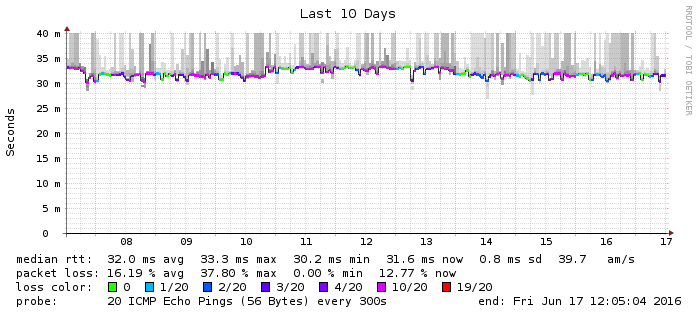 Last 10 Days
RRDTOOL / TOBI OETIKER
Seconds
40 m
35 m
30 m
25 m
20 m
15 m
10 m
5 m
0
08 09 10 11 12 13 14 15 16 17
median rtt: 32.0 ms avg 33.3 ms max 30.2 ms min 31.6 ms now 0.8 ms sd 39.7 am/s
packet loss: 16.19 % avg 37.80 % max 0.00 % min 12.77 % now
loss color: 0 1/20 2/20 3/20 4/20 10/20 19/20
probe: 20 ICMP Echo Pings (56 Bytes) every 300s end: Fri Jun 17 12:05:04 2016